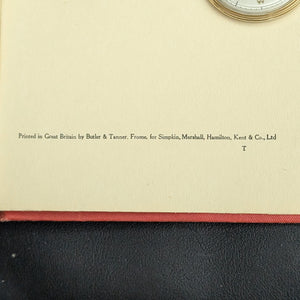 Printed in Great Britain by Butler & Tanner, Frome, for Simpkin, Marshall, Hamilton, Kent & Co., Ltd
T